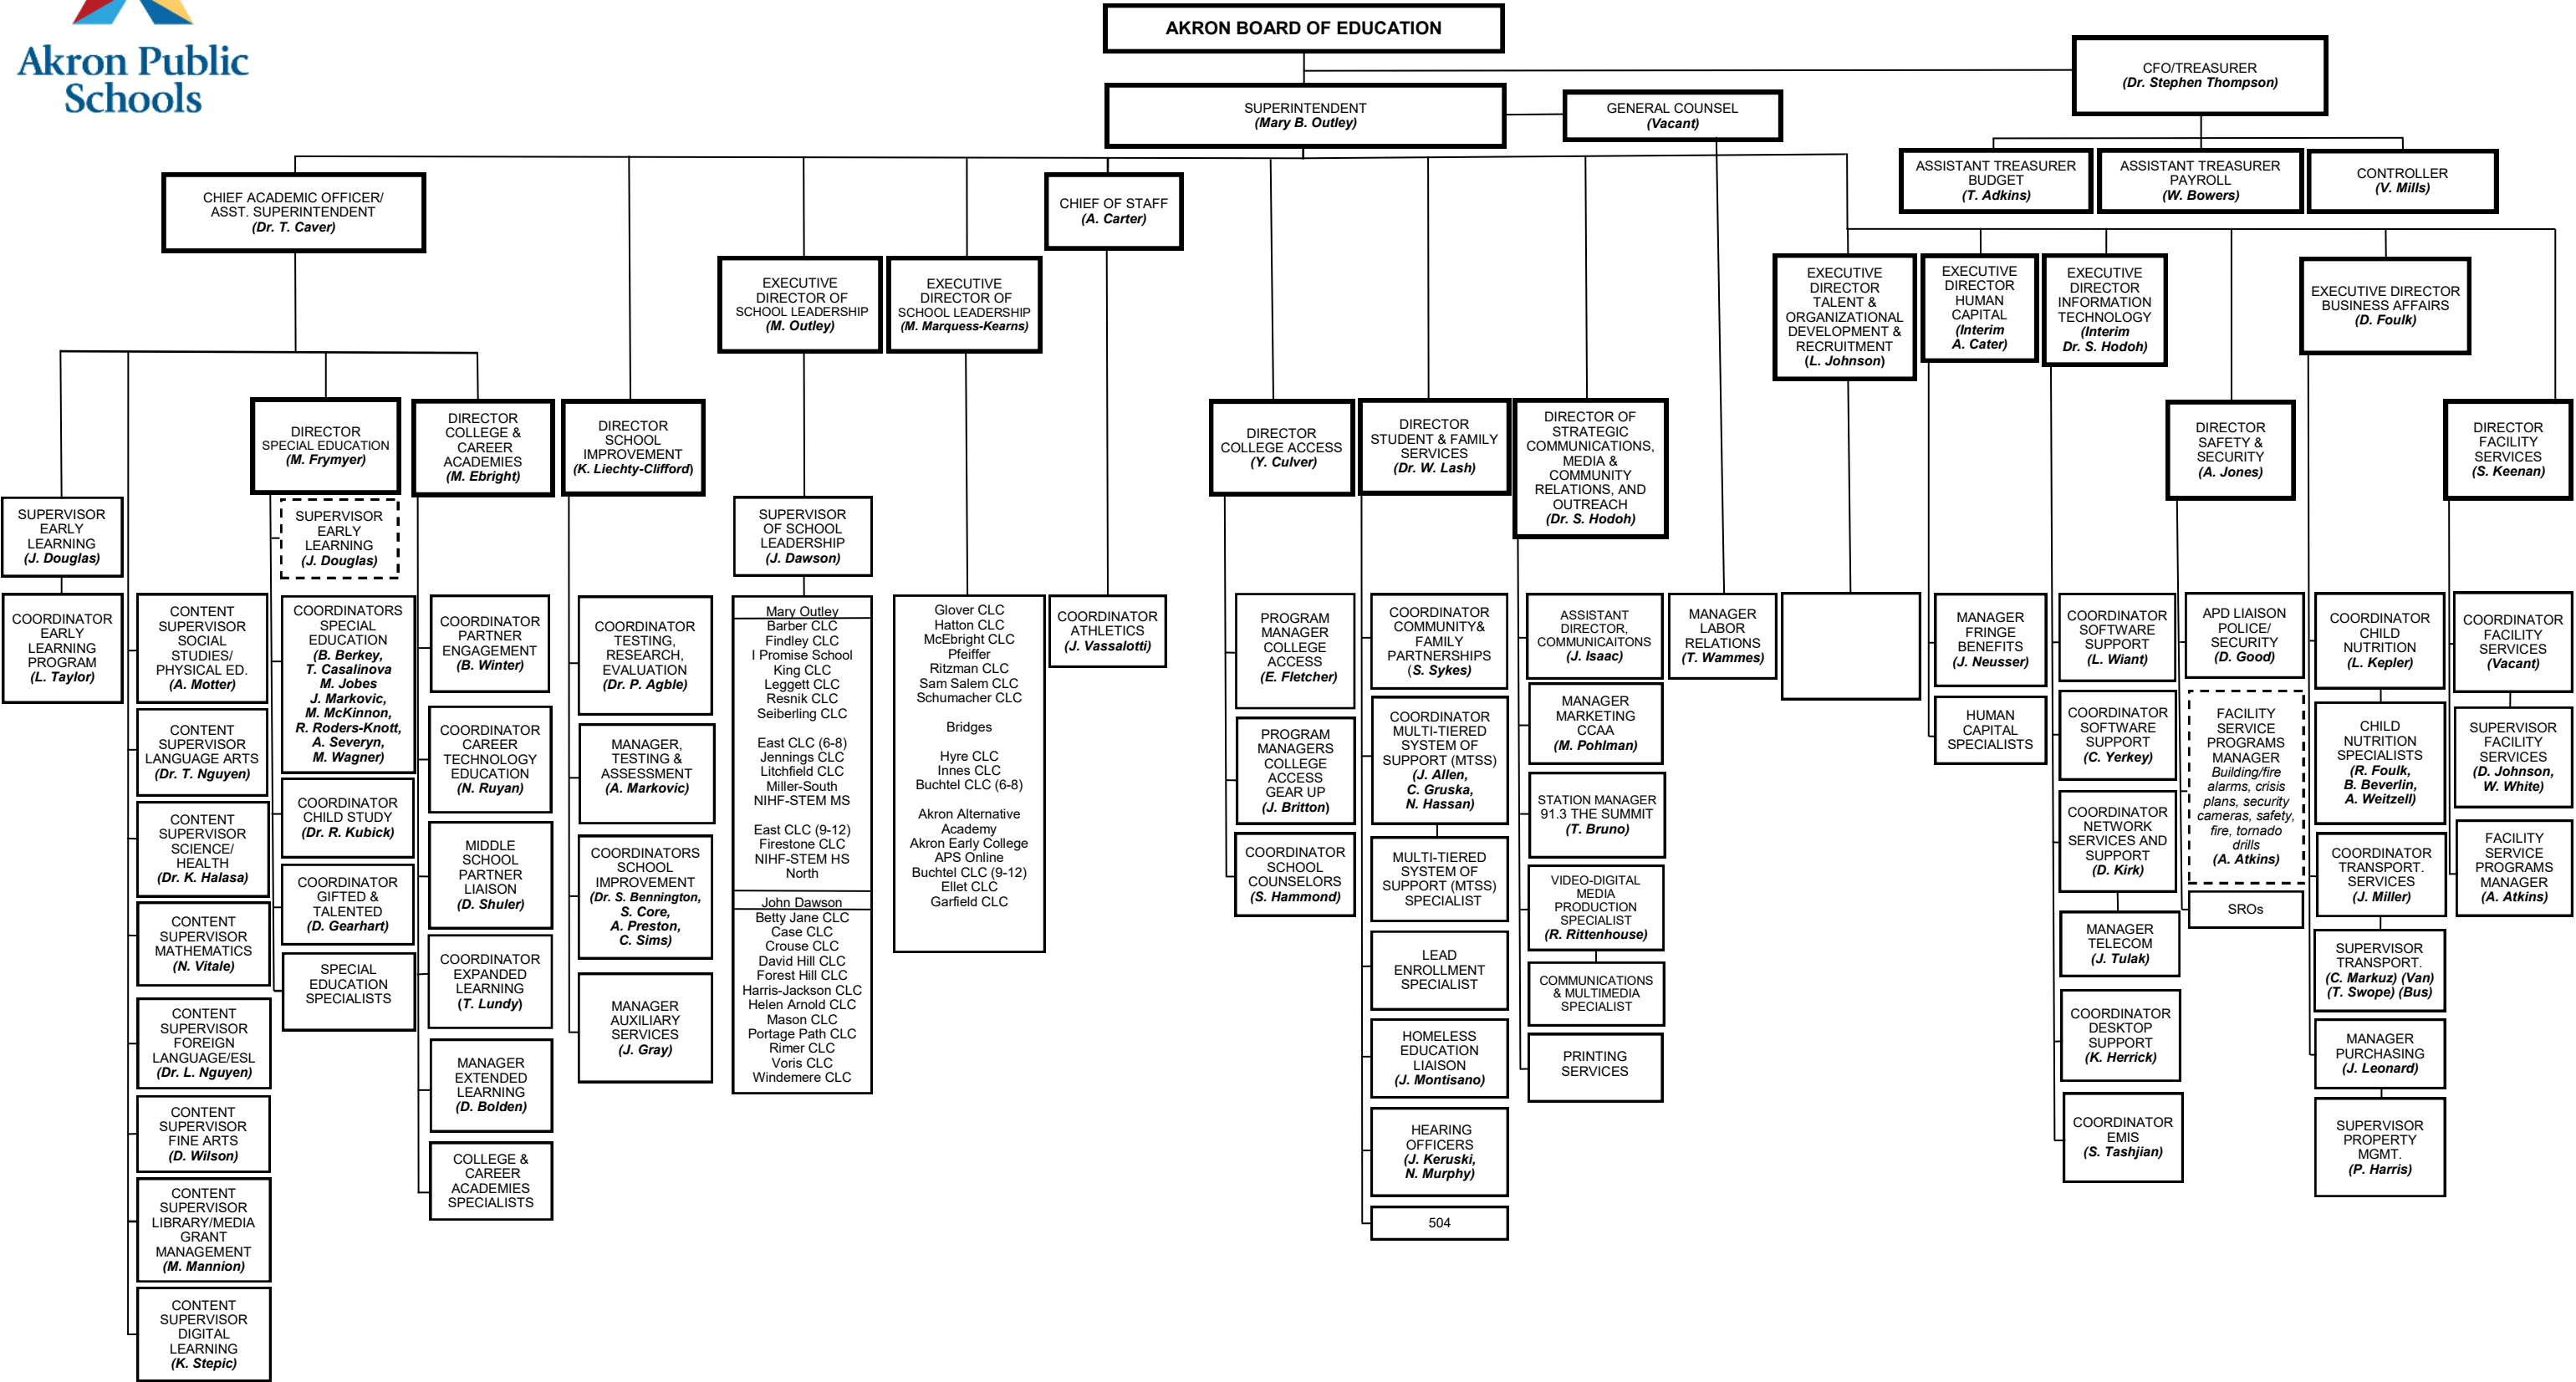 Akron Public
Schools
AKRON BOARD OF EDUCATION
CFO/TREASURER
(Dr. Stephen Thompson)
SUPERINTENDENT
(Mary B. Outley)
GENERAL COUNSEL
(Vacant)
ASSISTANT TREASURER
BUDGET
(T. Adkins)
ASSISTANT TREASURER
PAYROLL
(W. Bowers)
CONTROLLER
(V. Mills)
CHIEF ACADEMIC OFFICER/
ASST. SUPERINTENDENT
(Dr. T. Caver)
CHIEF OF STAFF
(A. Carter)
EXECUTIVE
DIRECTOR OF
SCHOOL LEADERSHIP
(M. Outley)
EXECUTIVE
DIRECTOR OF
SCHOOL LEADERSHIP
(M. Marquess-Kearns)
EXECUTIVE
DIRECTOR
TALENT &
ORGANIZATIONAL
DEVELOPMENT &
RECRUITMENT
(L. Johnson)
EXECUTIVE
DIRECTOR
HUMAN
CAPITAL
(Interim
A. Cater)
EXECUTIVE
DIRECTOR
INFORMATION
TECHNOLOGY
(Interim
Dr. S. Hodoh)
EXECUTIVE DIRECTOR
BUSINESS AFFAIRS
(D. Foulk)
DIRECTOR
SPECIAL EDUCATION
(M. Frymyer)
DIRECTOR
COLLEGE &
CAREER
ACADEMIES
(M. Ebright)
DIRECTOR
SCHOOL
IMPROVEMENT
(K. Liechty-Clifford)
DIRECTOR
COLLEGE ACCESS
(Y. Culver)
DIRECTOR
STUDENT & FAMILY
SERVICES
(Dr. W. Lash)
DIRECTOR OF
STRATEGIC
COMMUNICATIONS,
MEDIA &
COMMUNITY
RELATIONS, AND
OUTREACH
(Dr. S. Hodoh)
DIRECTOR
SAFETY &
SECURITY
(A. Jones)
DIRECTOR
FACILITY
SERVICES
(S. Keenan)
SUPERVISOR
EARLY
LEARNING
(J. Douglas)
SUPERVISOR
EARLY
LEARNING
(J. Douglas)
SUPERVISOR
OF SCHOOL
LEADERSHIP
(J. Dawson)
COORDINATOR
EARLY
LEARNING
PROGRAM
(L. Taylor)
CONTENT
SUPERVISOR
SOCIAL
STUDIES/
PHYSICAL ED.
(A. Motter)
CONTENT
SUPERVISOR
LANGUAGE ARTS
(Dr. T. Nguyen)
CONTENT
SUPERVISOR
SCIENCE/
HEALTH
(Dr. K. Halasa)
CONTENT
SUPERVISOR
MATHEMATICS
(N. Vitale)
CONTENT
SUPERVISOR
FOREIGN
LANGUAGE/ESL
(Dr. L. Nguyen)
CONTENT
SUPERVISOR
FINE ARTS
(D. Wilson)
CONTENT
SUPERVISOR
LIBRARY/MEDIA
GRANT
MANAGEMENT
(M. Mannion)
CONTENT
SUPERVISOR
DIGITAL
LEARNING
(K. Stepic)
COORDINATORS
SPECIAL
EDUCATION
(B. Berkey,
T. Casalinova
M. Jobes
J. Markovic,
M. McKinnon,
R. Roders-Knott,
A. Severyn,
M. Wagner)
COORDINATOR
CHILD STUDY
(Dr. R. Kubick)
COORDINATOR
GIFTED &
TALENTED
(D. Gearhart)
SPECIAL
EDUCATION
SPECIALISTS
COORDINATOR
PARTNER
ENGAGEMENT
(B. Winter)
COORDINATOR
CAREER
TECHNOLOGY
EDUCATION
(N. Ruyan)
MIDDLE
SCHOOL
PARTNER
LIAISON
(D. Shuler)
COORDINATOR
EXPANDED
LEARNING
(T. Lundy)
MANAGER
EXTENDED
LEARNING
(D. Bolden)
COLLEGE &
CAREER
ACADEMIES
SPECIALISTS
COORDINATOR
TESTING,
RESEARCH,
EVALUATION
(Dr. P. Agble)
MANAGER,
TESTING &
ASSESSMENT
(A. Markovic)
COORDINATORS
SCHOOL
IMPROVEMENT
(Dr. S. Bennington,
S. Core,
A. Preston,
C. Sims)
MANAGER
AUXILIARY
SERVICES
(J. Gray)
Mary Outley
Barber CLC
Findley CLC
I Promise School
King CLC
Leggett CLC
Resnik CLC
Seiberling CLC
East CLC (6-8)
Jennings CLC
Litchfield CLC
Miller-South
NIHF-STEM MS
East CLC (9-12)
Firestone CLC
NIHF-STEM HS
North
John Dawson
Betty Jane CLC
Case CLC
Crouse CLC
David Hill CLC
Forest Hill CLC
Harris-Jackson CLC
Helen Arnold CLC
Mason CLC
Portage Path CLC
Rimer CLC
Voris CLC
Windemere CLC
Glover CLC
Hatton CLC
McEbright CLC
Pfeiffer
Ritzman CLC
Sam Salem CLC
Schumacher CLC
Bridges
Hyre CLC
Innes CLC
Buchtel CLC (6-8)
Akron Alternative
Academy
Akron Early College
APS Online
Buchtel CLC (9-12)
Ellet CLC
Garfield CLC
COORDINATOR
ATHLETICS
(J. Vassalotti)
PROGRAM
MANAGER
COLLEGE
ACCESS
(E. Fletcher)
PROGRAM
MANAGERS
COLLEGE
ACCESS
GEAR UP
(J. Britton)
COORDINATOR
SCHOOL
COUNSELORS
(S. Hammond)
COORDINATOR
COMMUNITY&
FAMILY
PARTNERSHIPS
(S. Sykes)
COORDINATOR
MULTI-TIERED
SYSTEM OF
SUPPORT (MTSS)
(J. Allen,
C. Gruska,
N. Hassan)
MULTI-TIERED
SYSTEM OF
SUPPORT (MTSS)
SPECIALIST
LEAD
ENROLLMENT
SPECIALIST
HOMELESS
EDUCATION
LIAISON
(J. Montisano)
HEARING
OFFICERS
(J. Keruski,
N. Murphy)
504
ASSISTANT
DIRECTOR,
COMMUNICAITONS
(J. Isaac)
MANAGER
MARKETING
CCAA
(M. Pohlman)
STATION MANAGER
91.3 THE SUMMIT
(T. Bruno)
VIDEO-DIGITAL
MEDIA
PRODUCTION
SPECIALIST
(R. Rittenhouse)
COMMUNICATIONS
& MULTIMEDIA
SPECIALIST
PRINTING
SERVICES
MANAGER
LABOR
RELATIONS
(T. Wammes)
MANAGER
FRINGE
BENEFITS
(J. Neusser)
HUMAN
CAPITAL
SPECIALISTS
COORDINATOR
SOFTWARE
SUPPORT
(L. Wiant)
COORDINATOR
SOFTWARE
SUPPORT
(C. Yerkey)
COORDINATOR
NETWORK
SERVICES AND
SUPPORT
(D. Kirk)
MANAGER
TELECOM
(J. Tulak)
COORDINATOR
DESKTOP
SUPPORT
(K. Herrick)
COORDINATOR
EMIS
(S. Tashjian)
APD LIAISON
POLICE/
SECURITY
(D. Good)
FACILITY
SERVICE
PROGRAMS
MANAGER
Building/fire
alarms, crisis
plans, security
cameras, safety,
fire, tornado
drills
(A. Atkins)
SROs
COORDINATOR
CHILD
NUTRITION
(L. Kepler)
CHILD
NUTRITION
SPECIALISTS
(R. Foulk,
B. Beverlin,
A. Weitzell)
COORDINATOR
TRANSPORT.
SERVICES
(J. Miller)
SUPERVISOR
TRANSPORT.
(C. Markuz) (Van)
(T. Swope) (Bus)
MANAGER
PURCHASING
(J. Leonard)
SUPERVISOR
PROPERTY
MGMT.
(P. Harris)
COORDINATOR
FACILITY
SERVICES
(Vacant)
SUPERVISOR
FACILITY
SERVICES
(D. Johnson,
W. White)
FACILITY
SERVICE
PROGRAMS
MANAGER
(A. Atkins)